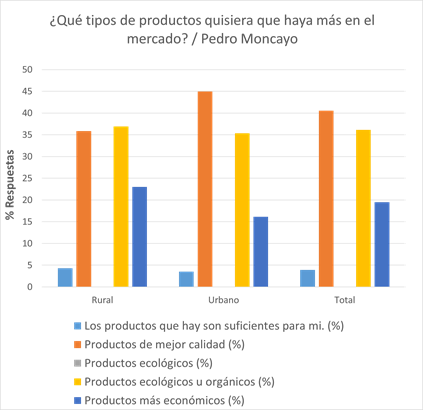 ¿Qué tipos de productos quisiera que haya más en el
mercado? / Pedro Moncayo
% Respuestas
50
45
40
35
30
25
20
15
10
5
0
Rural Urbano Total
Los productos que hay son suficientes para mi. (%)
Productos de mejor calidad (%)
Productos ecológicos (%)
Productos ecológicos u orgánicos (%)
Productos más económicos (%)